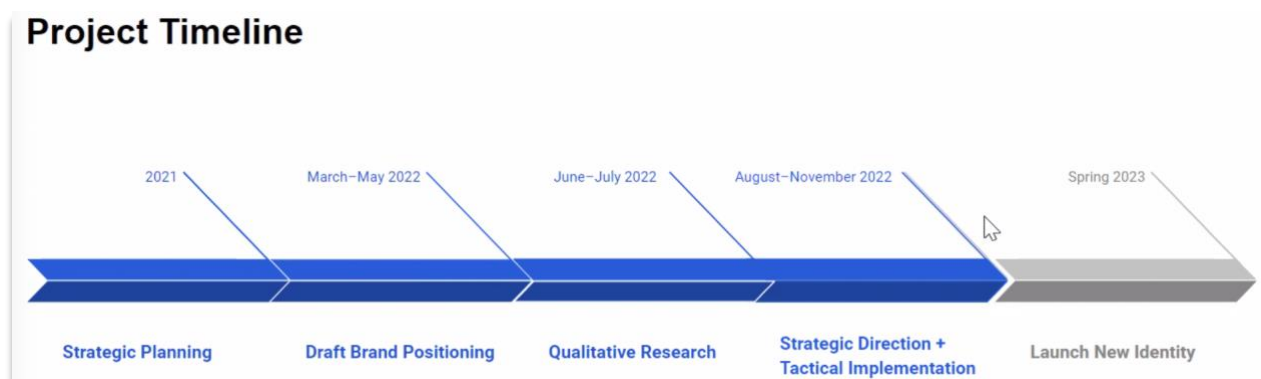 Project Timeline
2021
March–May 2022
June–July 2022
August–November 2022
Spring 2023
Strategic Planning
Draft Brand Positioning
Qualitative Research
Strategic Direction +
Tactical Implementation
Launch New Identity